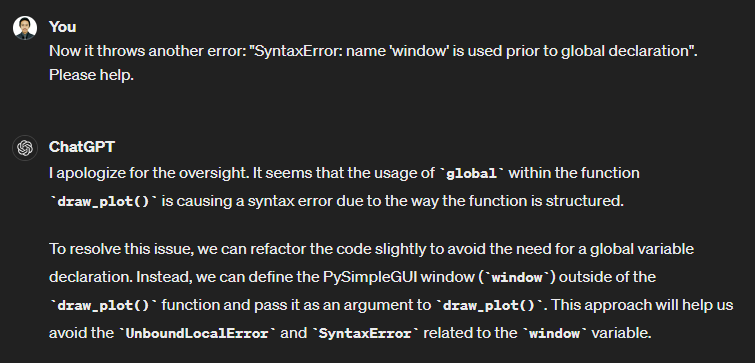 You
Now it throws another error: "SyntaxError: name 'window' is used prior to global declaration".
Please help.
ChatGPT
I apologize for the oversight. It seems that the usage of `global` within the function
`draw_plot()` is causing a syntax error due to the way the function is structured.
To resolve this issue, we can refactor the code slightly to avoid the need for a global variable
declaration. Instead, we can define the PySimpleGUI window (`window`) outside of the
`draw_plot()` function and pass it as an argument to `draw_plot()`. This approach will help us
avoid the `UnboundLocalError` and `SyntaxError` related to the `window` variable.